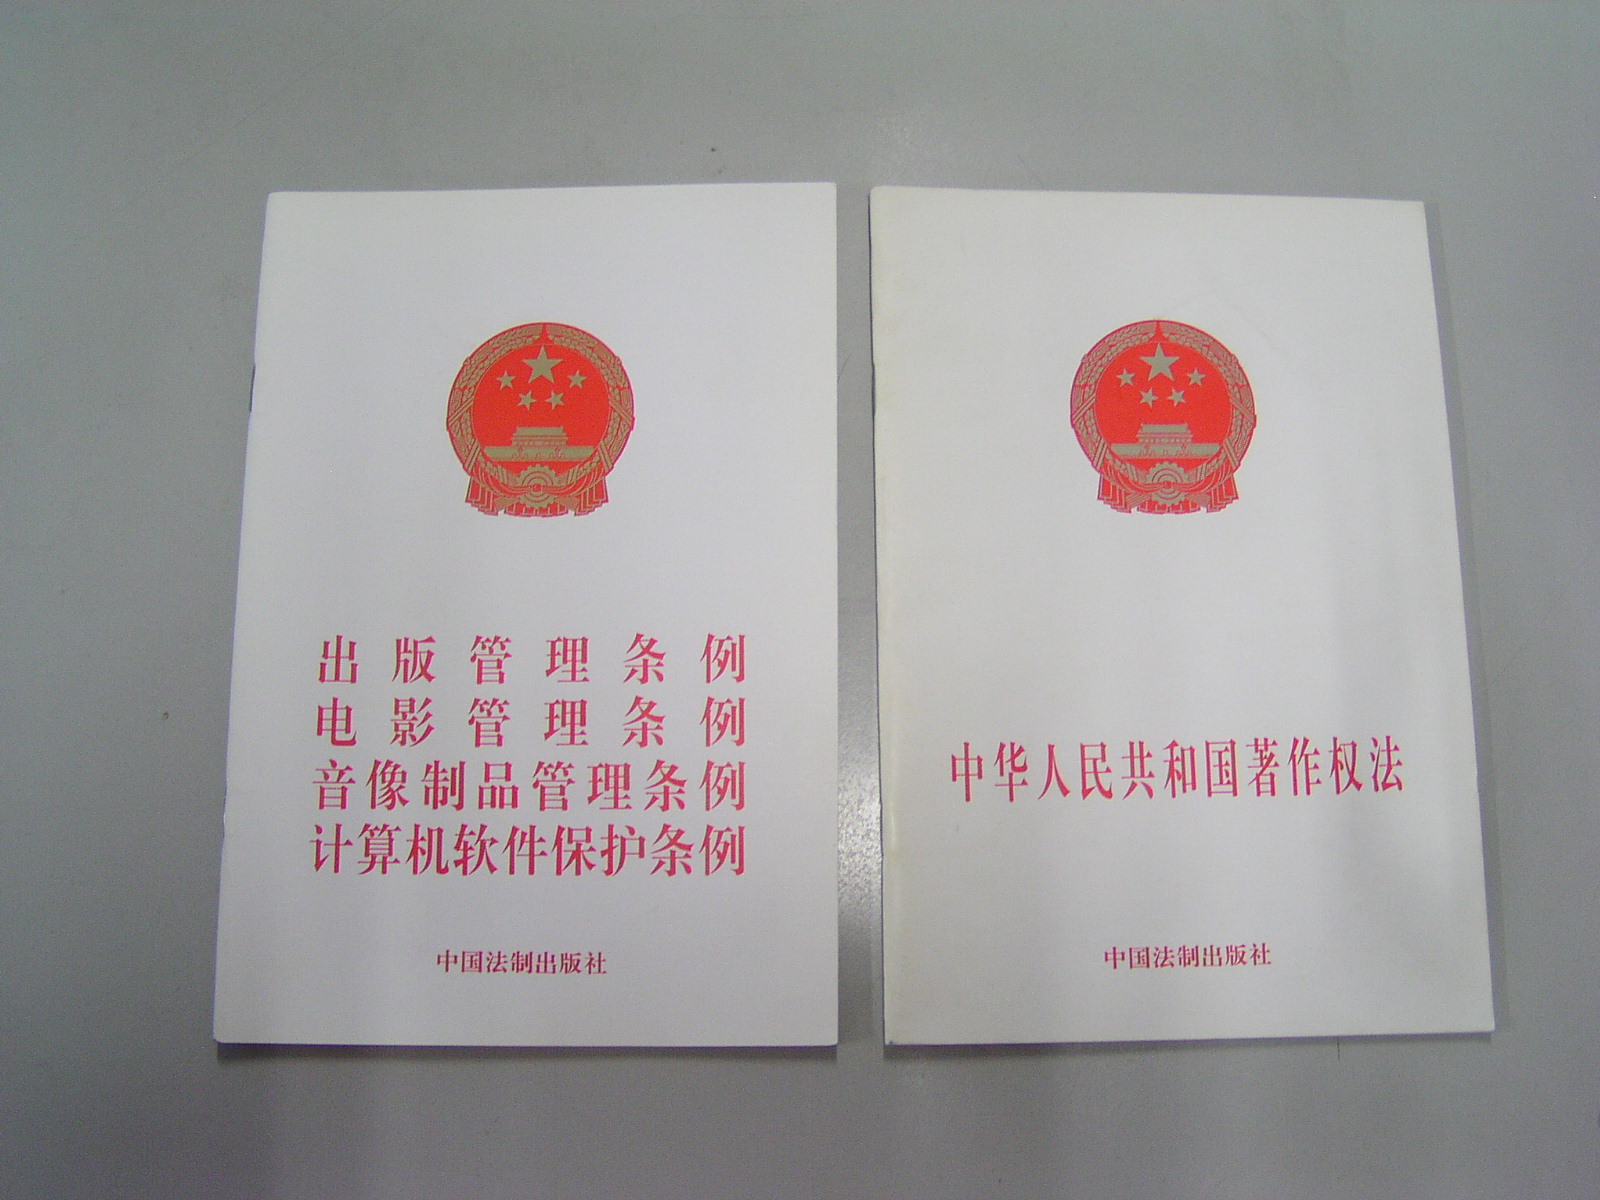 出版管理条例
电影管理条例
音像制品管理条例
计算机软件保护条例
中国法制出版社
中华人民共和国著作权法
中国法制出版社